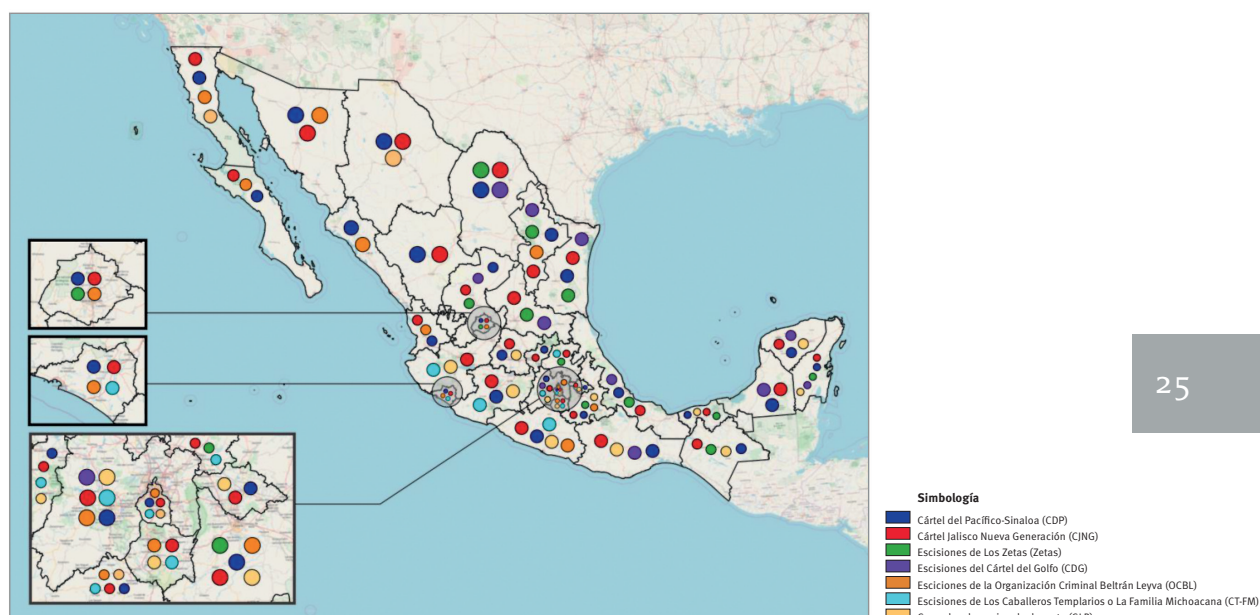 25
Simbología
Cártel del Pacífico-Sinaloa (CDP)
Cártel Jalisco Nueva Generación (CJNG)
Escisiones de Los Zetas (Zetas)
Escisiones del Cártel del Golfo (CDG)
Esciciones de la Organización Criminal Beltrán Leyva (OCBL)
Escisiones de Los Caballeros Templarios o La Familia Michoacana (CT-FM)